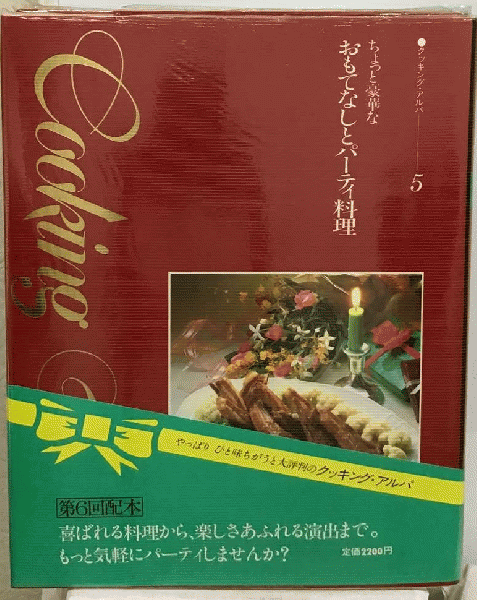 ●クッキング・アルバ 5
ちょっと豪華な
おもてなしとパーティ料理
Cooking
やっぱり ひと味ちがうと大評判のクッキング・アルバ
第6回配本
喜ばれる料理から、楽しさあふれる演出まで。
もっと気軽にパーティしませんか?
定価2200円